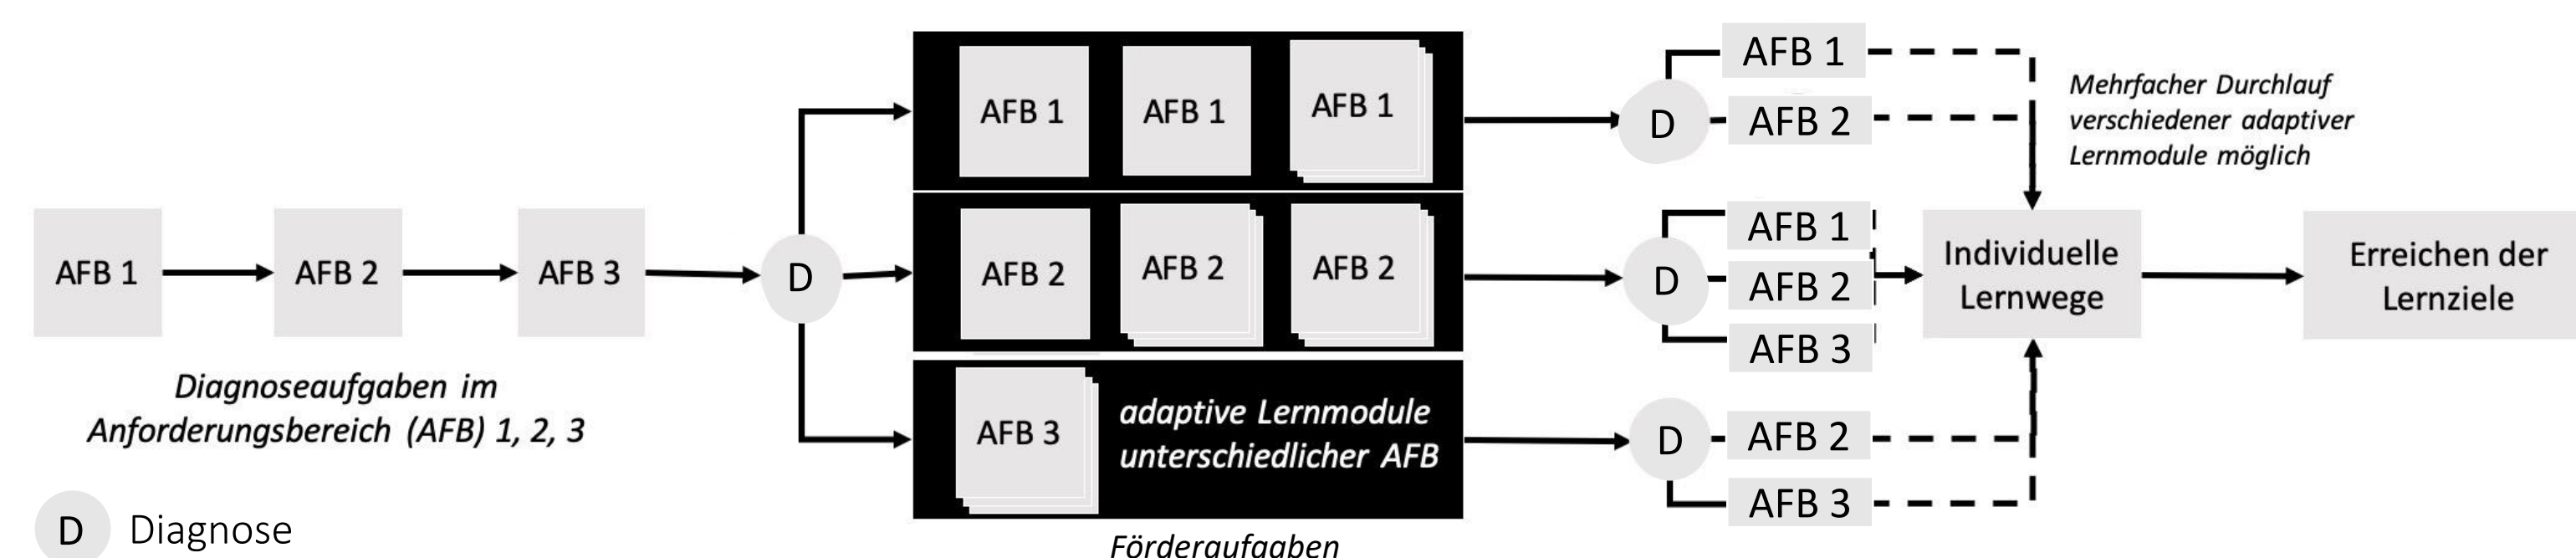 AFB 1
AFB 2
AFB 3
Diagnoseaufgaben im
Anforderungsbereich (AFB) 1, 2, 3
D
Diagnose
D
AFB 1
AFB 1
AFB 1
AFB 2
AFB 2
AFB 2
AFB 3
adaptive Lernmodule
unterschiedlicher AFB
Förderaufgaben
D
AFB 1
AFB 2
D
AFB 1
AFB 2
AFB 3
D
AFB 2
AFB 3
Mehrfacher Durchlauf
verschiedener adaptiver
Lernmodule möglich
Individuelle
Lernwege
Erreichen der
Lernziele